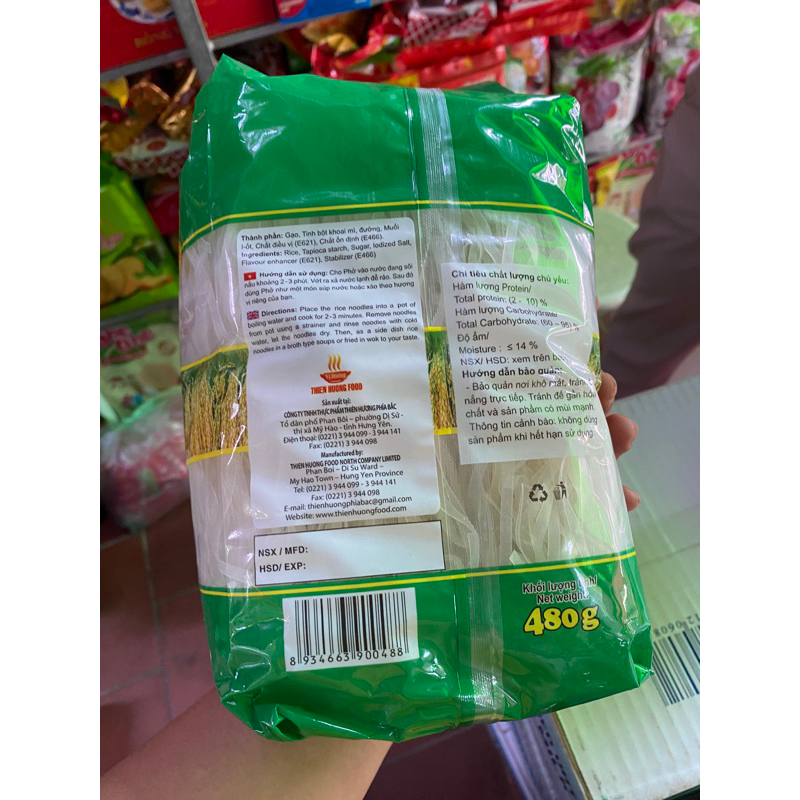 Thành phần: Gạo, Tinh bột khoai mì, đường, Muối
I-ốt, Chất điều vị (E621), Chất ổn định (E466).
Ingredients: Rice, Tapioca starch, Sugar, Iodized Salt,
Flavour enhancer (E621), Stabilizer (E466)
Hướng dẫn sử dụng: Cho Phở vào nước đang sôi
nấu khoảng 2-3 phút. Vớt ra xả nước lạnh để ráo. Sau đó
dùng Phở như một món súp nước hoặc xào theo hương
vị riêng của bạn.
Directions: Place the rice noodles into a pot of
boiling water and cook for 2-3 minutes. Remove noodles
from pot using a strainer and rinse noodles with cold
water, let the noodles dry. Then, as a side dish rice
noodles in a broth type soups or fried in wok to your taste.
THIEN HUONG FOOD
Sản xuất tại:
CÔNG TY TNHH THỰC PHẨM THIÊN HƯƠNG PHÍA BẮC
Tổ dân phố Phan Bôi – phường Dị Sử -
thị xã Mỹ Hào - tỉnh Hưng Yên.
Điện thoại: (0221) 3 944 099 - 3 944 141
Fax: (0221) 3 944 098
Manufactured by:
THIEN HUONG FOOD NORTH COMPANY LIMITED
Phan Boi – Di Su Ward –
My Hao Town – Hung Yen Province
Tel: (0221) 3 944 099 - 3 944 141
Fax: (0221) 3 944 098
E-mail: thienhuongphiabac@gmail.com
Website: www.thienhuongfood.com
NSX / MFD:
HSD/ EXP:
8 934663 900488
Chỉ tiêu chất lượng chủ yếu:
Hàm lượng Protein/
Total protein: (2 - 10) %
Hàm lượng Carbohydrate/
Total Carbohydrate: (60 – 95) %
Độ ẩm/
Moisture : ≤ 14 %
NSX/ HSD: xem trên
Hướng dẫn bảo quản:
- Bảo quản nơi khô mát, tránh
nắng trực tiếp. Tránh để gần hóa
chất và sản phẩm có mùi mạnh.
Thông tin cảnh báo: không dùng
sản phẩm khi hết hạn sử dụng
Khối lượng
Net weight
480g